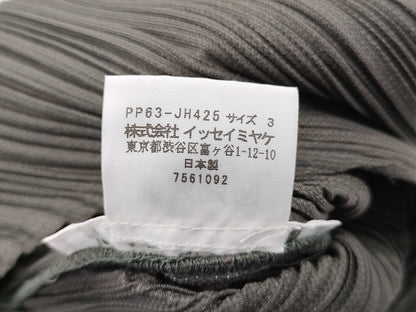 PP63-JH425 サイズ 3
株式会社 イッセイミヤケ
東京都渋谷区富ヶ谷1-12-10
日本製
7561092